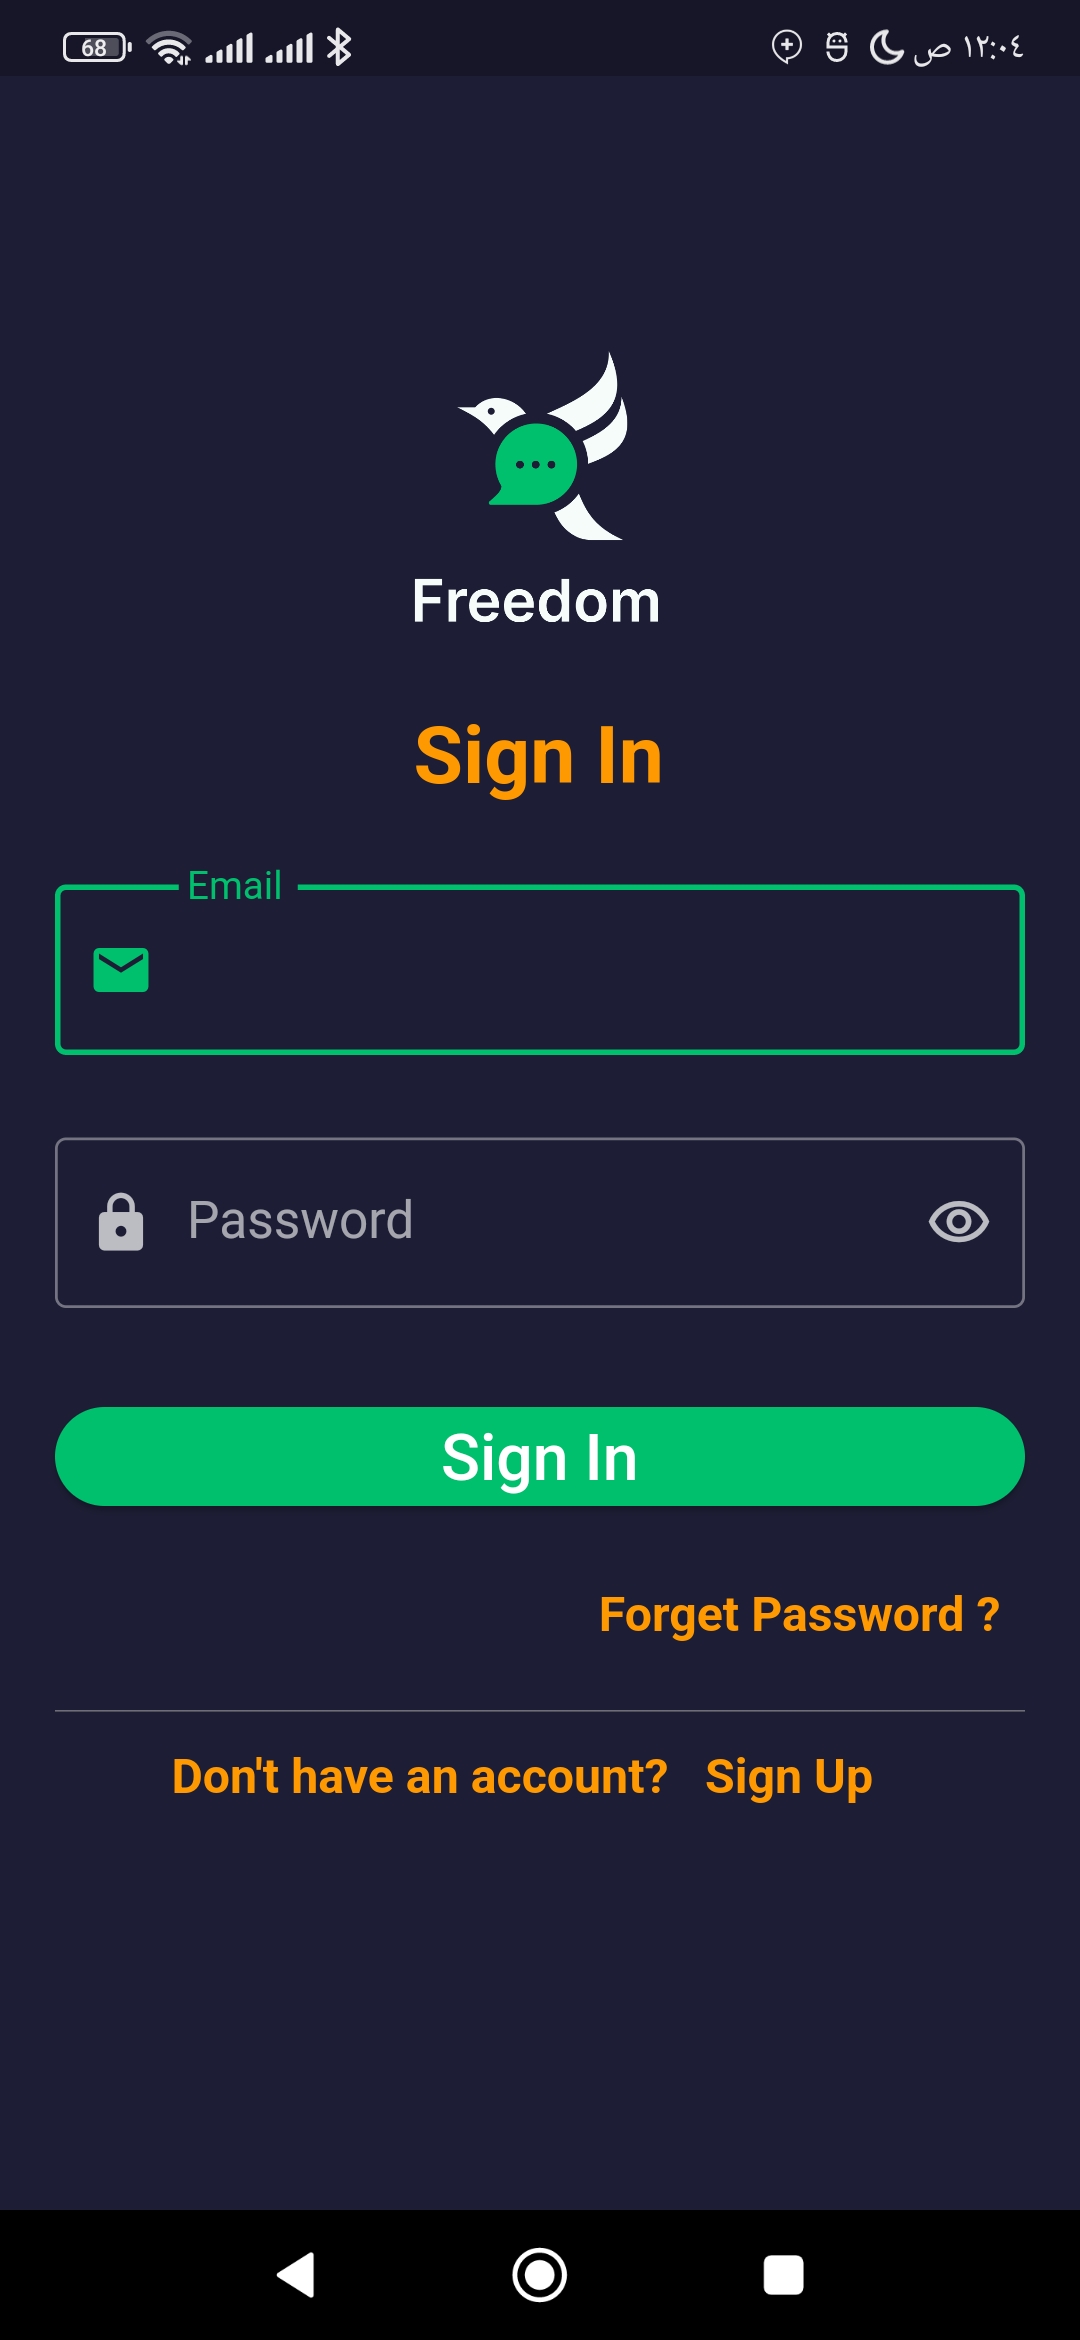 68
١٢:٠٤ ص
Freedom
Sign In
Email
Password
Sign In
Forget Password ?
Don't have an account? Sign Up